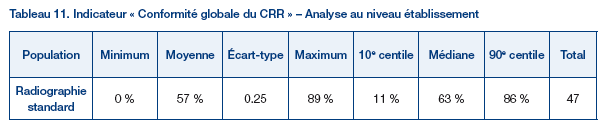 Tableau 11. Indicateur « Conformité globale du CRR » – Analyse au niveau établissement
Population Minimum Moyenne Écart-type Maximum 10e centile Médiane 90e centile Total
Radiographie
standard 0 % 57 % 0.25 89 % 11 % 63 % 86 % 47